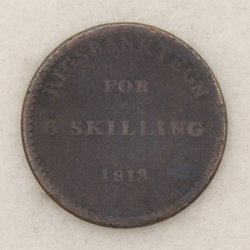 RIGSBANKTEGN
FOR
6 SKILLING
1813